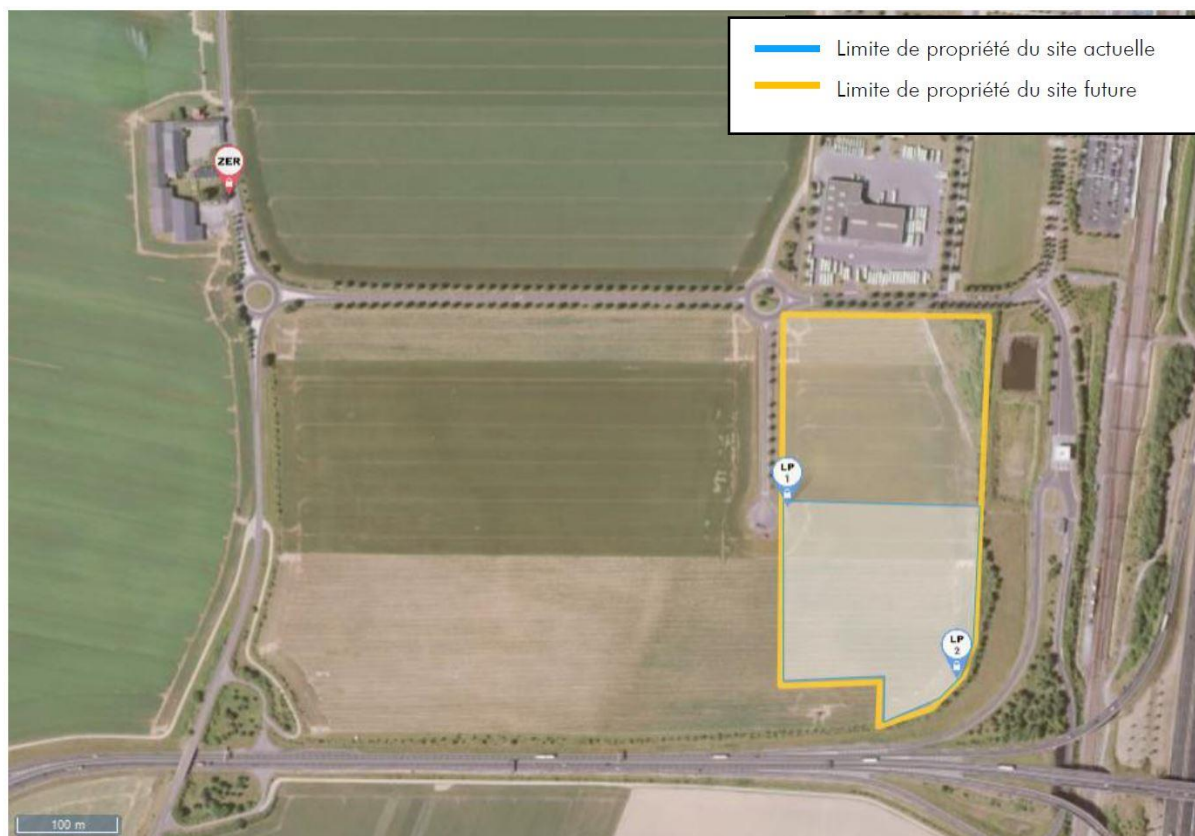 Limite de propriété du site actuelle
Limite de propriété du site future
ZER
LP
1
LP
2
100 m